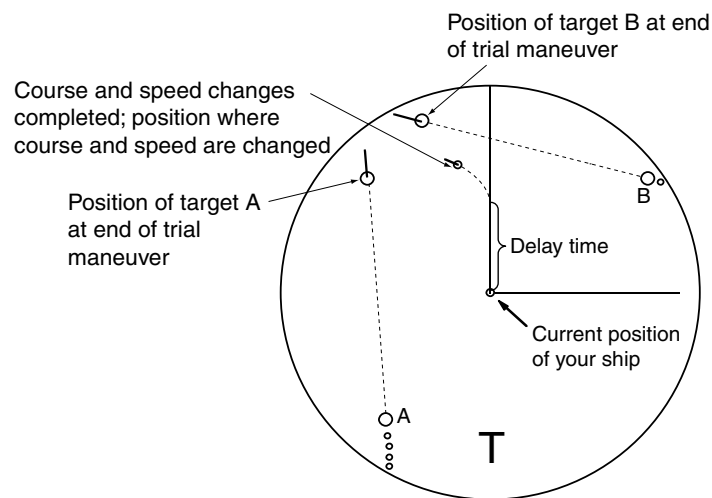 Position of target B at end
of trial maneuver
Course and speed changes
completed; position where
course and speed are changed
Position of target A
at end of trial
maneuver
B
Delay time
Current position
of your ship
A
T